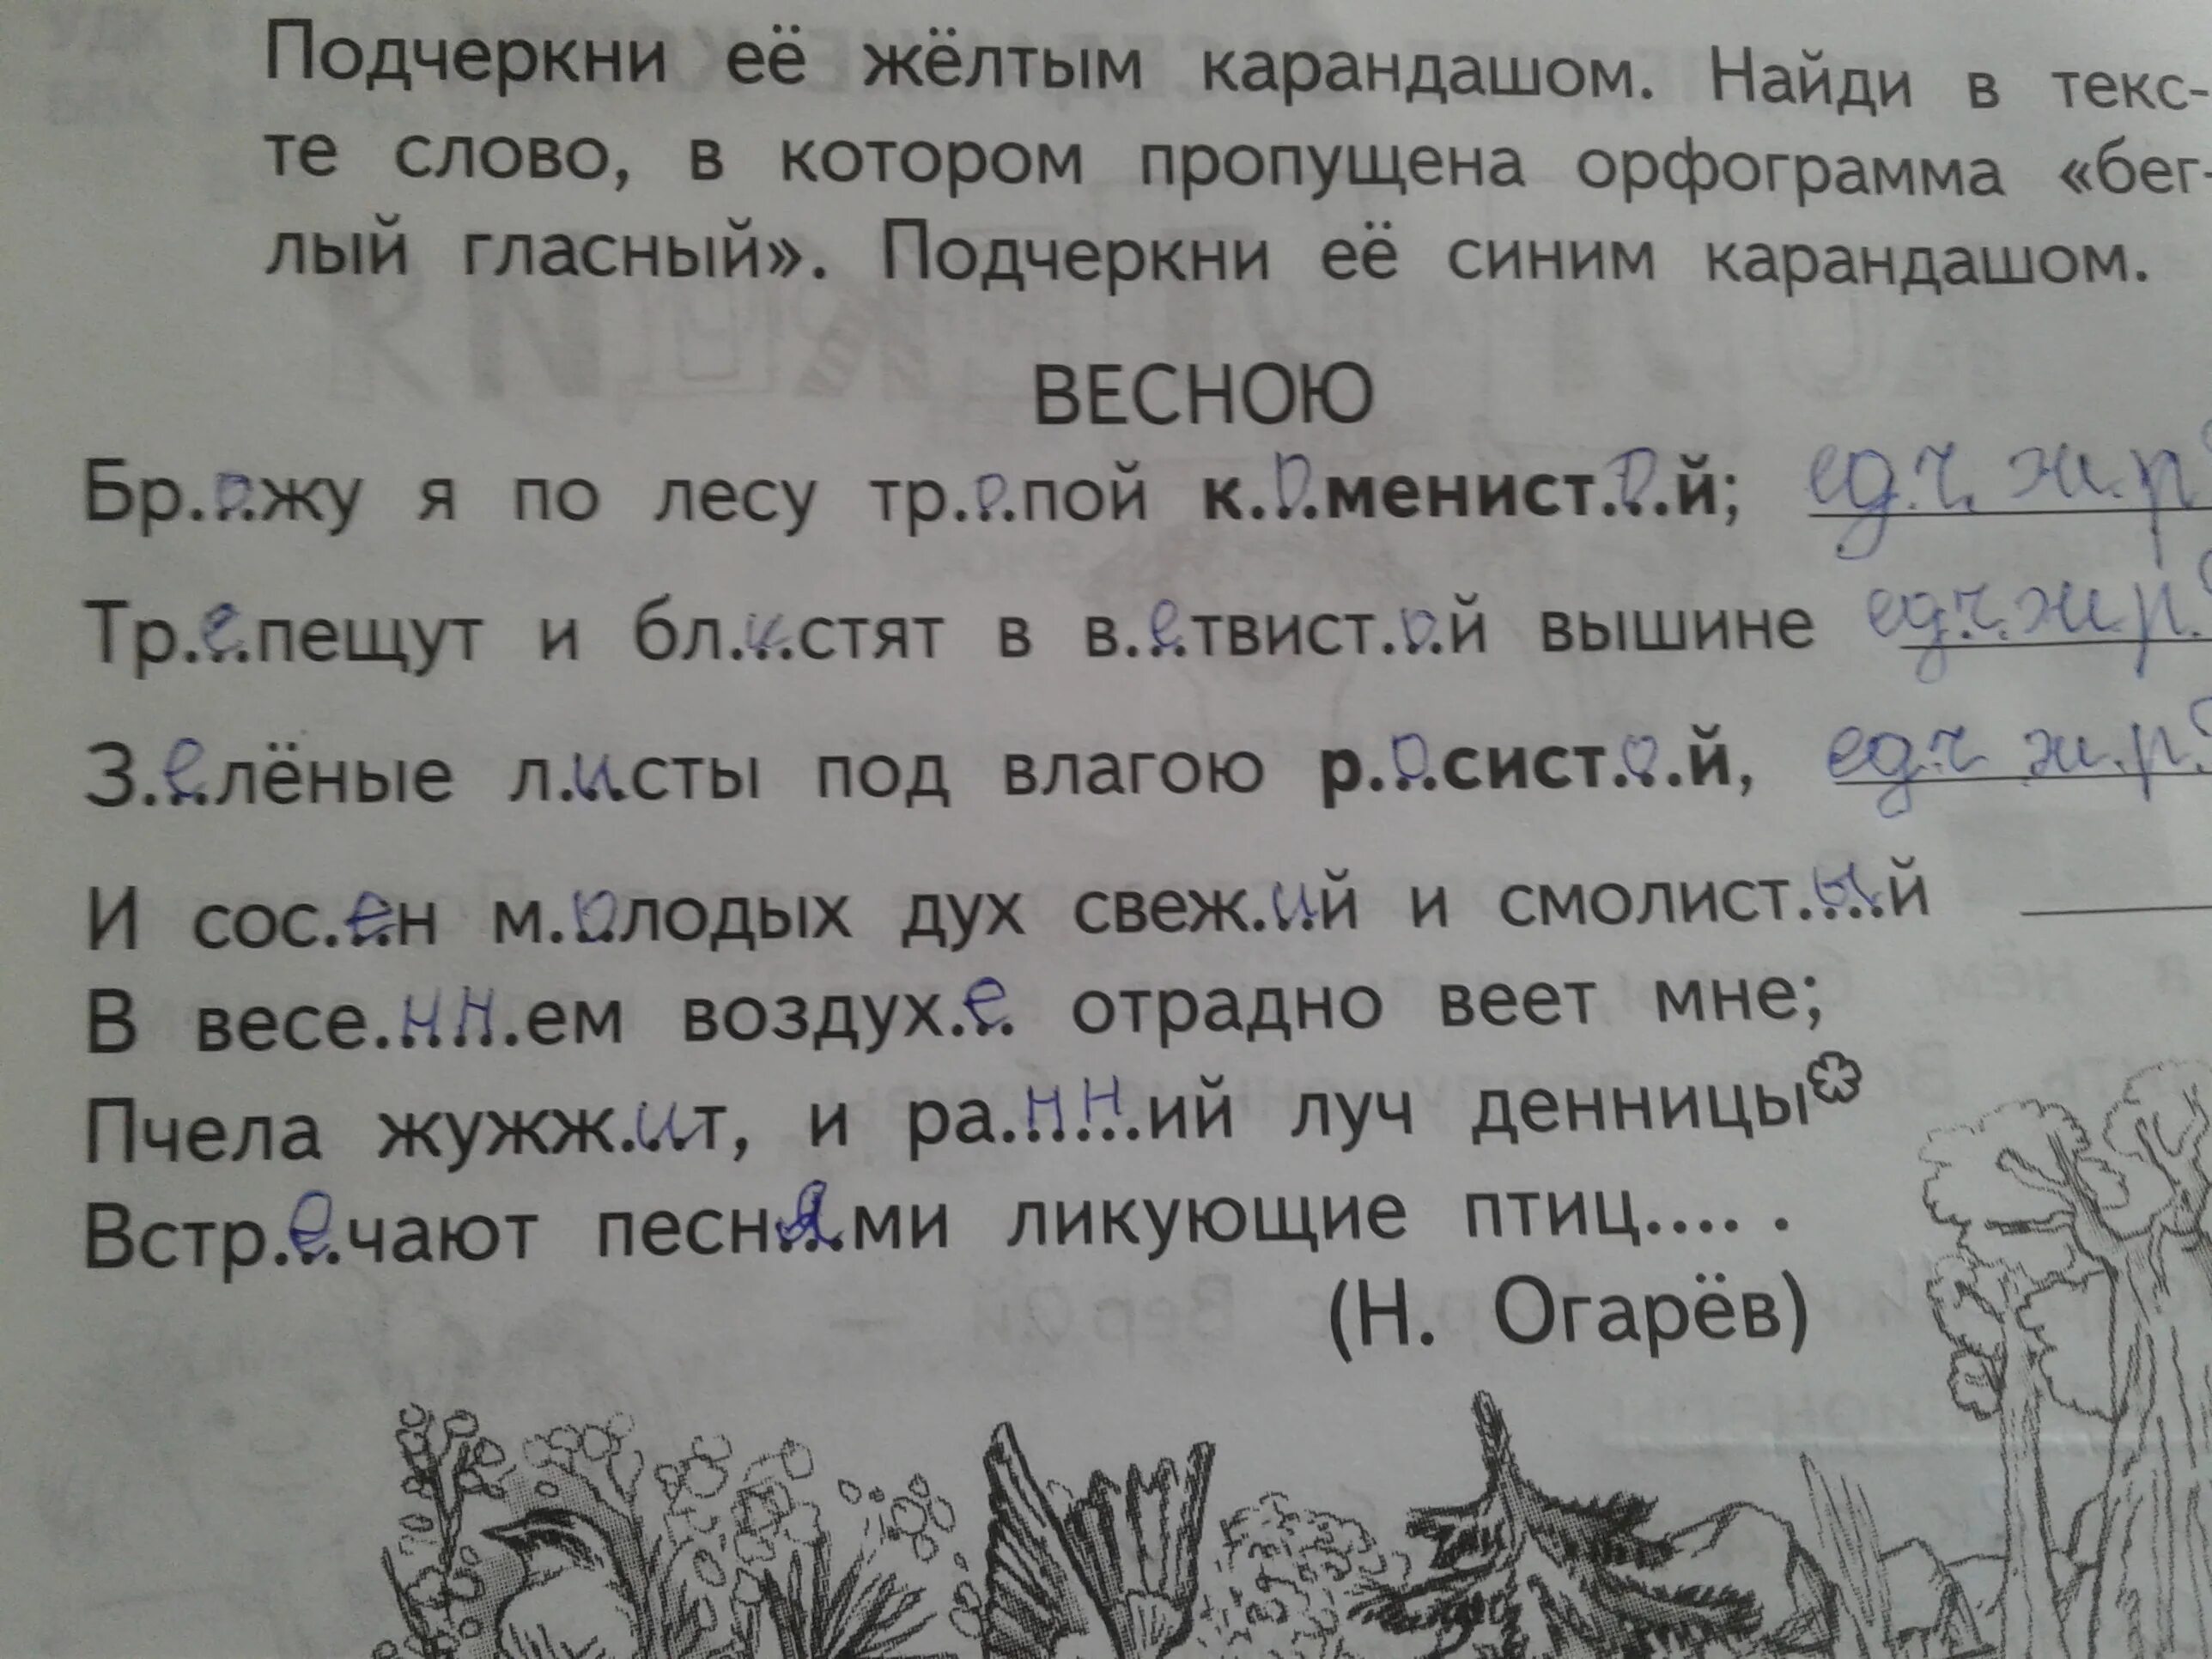 Подчеркни её жёлтым карандашом. Найди в текс-
те слово, в котором пропущена орфограмма «бег-
лый гласный». Подчеркни её синим карандашом.
ВЕСНОЮ
Бр.о.жу я по лесу тр.о.пой к.а.менист.о.й; ед.ч. ж.р.
Тр.е.пещут и бл.и.стят в в.е.твист.о.й вышине ед.ч. ж.р.
З.е.лёные л.и.сты под влагою р.о.сист.о.й, ед.ч. ж.р.
И сос.е.н м.о.лодых дух свеж.и.й и смолист.ы.й
В весе.нн.ем воздух.е. отрадно веет мне;
Пчела жужж.и.т, и ра.нн.ий луч денницы
Встр.е.чают песн.я.ми ликующие птиц.... .
(Н. Огарёв)